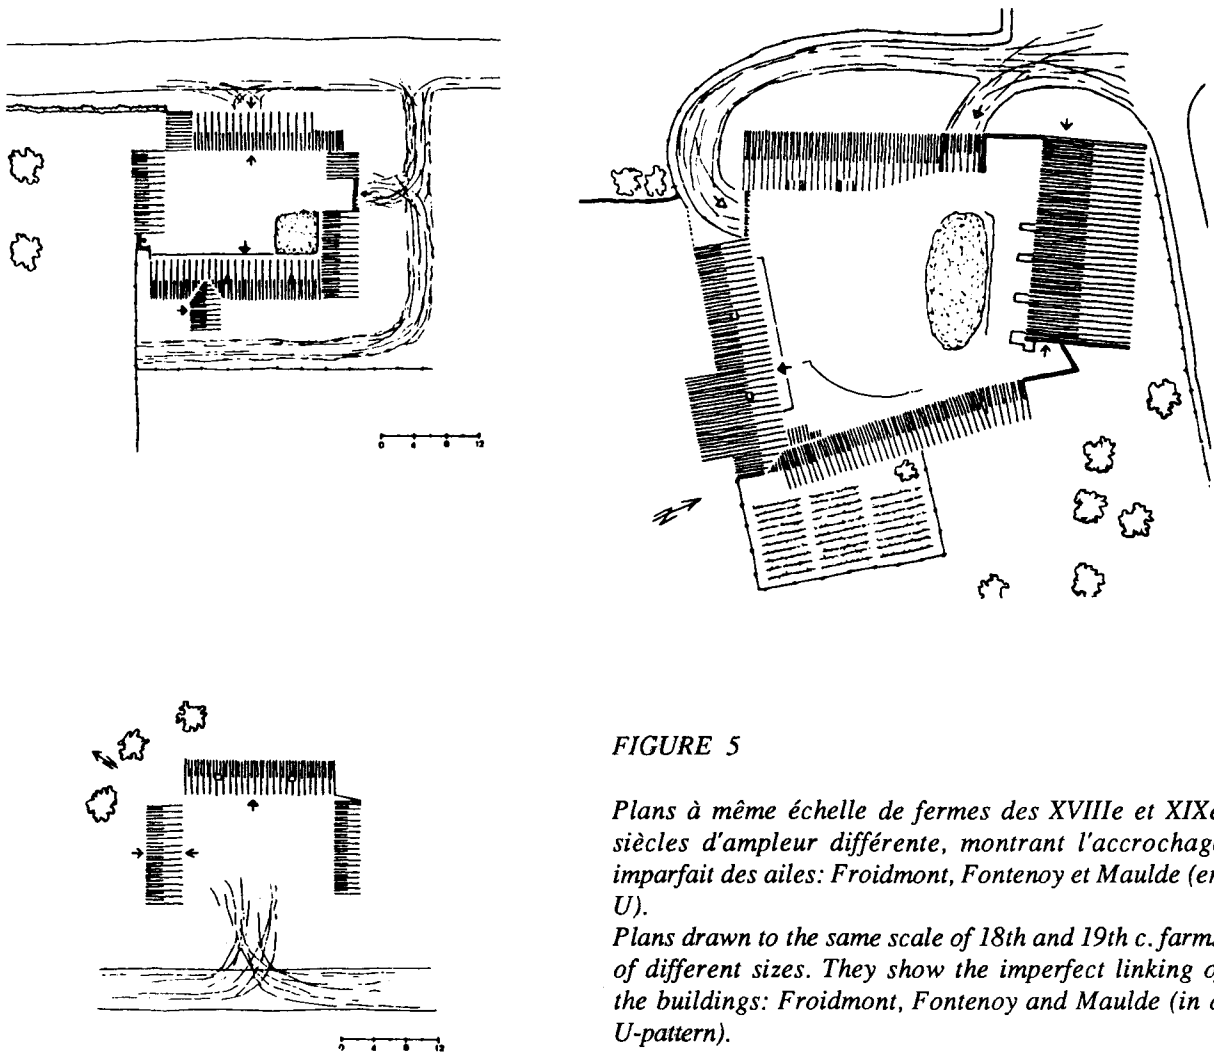 0 4 8 12
0 4 8 12
FIGURE 5
Plans à même échelle de fermes des XVIIIe et XIXe
siècles d'ampleur différente, montrant l'accrochage
imparfait des ailes: Froidmont, Fontenoy et Maulde (en
U).
Plans drawn to the same scale of 18th and 19th c. farms
of different sizes. They show the imperfect linking of
the buildings: Froidmont, Fontenoy and Maulde (in a
U-pattern).